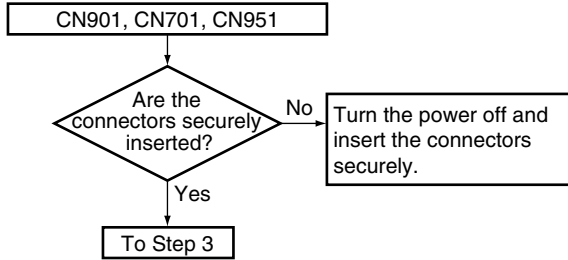 CN901, CN701, CN951
Are the
connectors securely
inserted?
No
Turn the power off and
insert the connectors
securely.
Yes
To Step 3